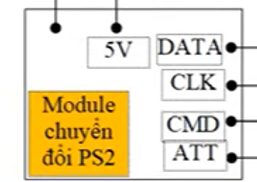 5V DATA
CLK
Module
chuyển
đổi PS2
CMD
ATT